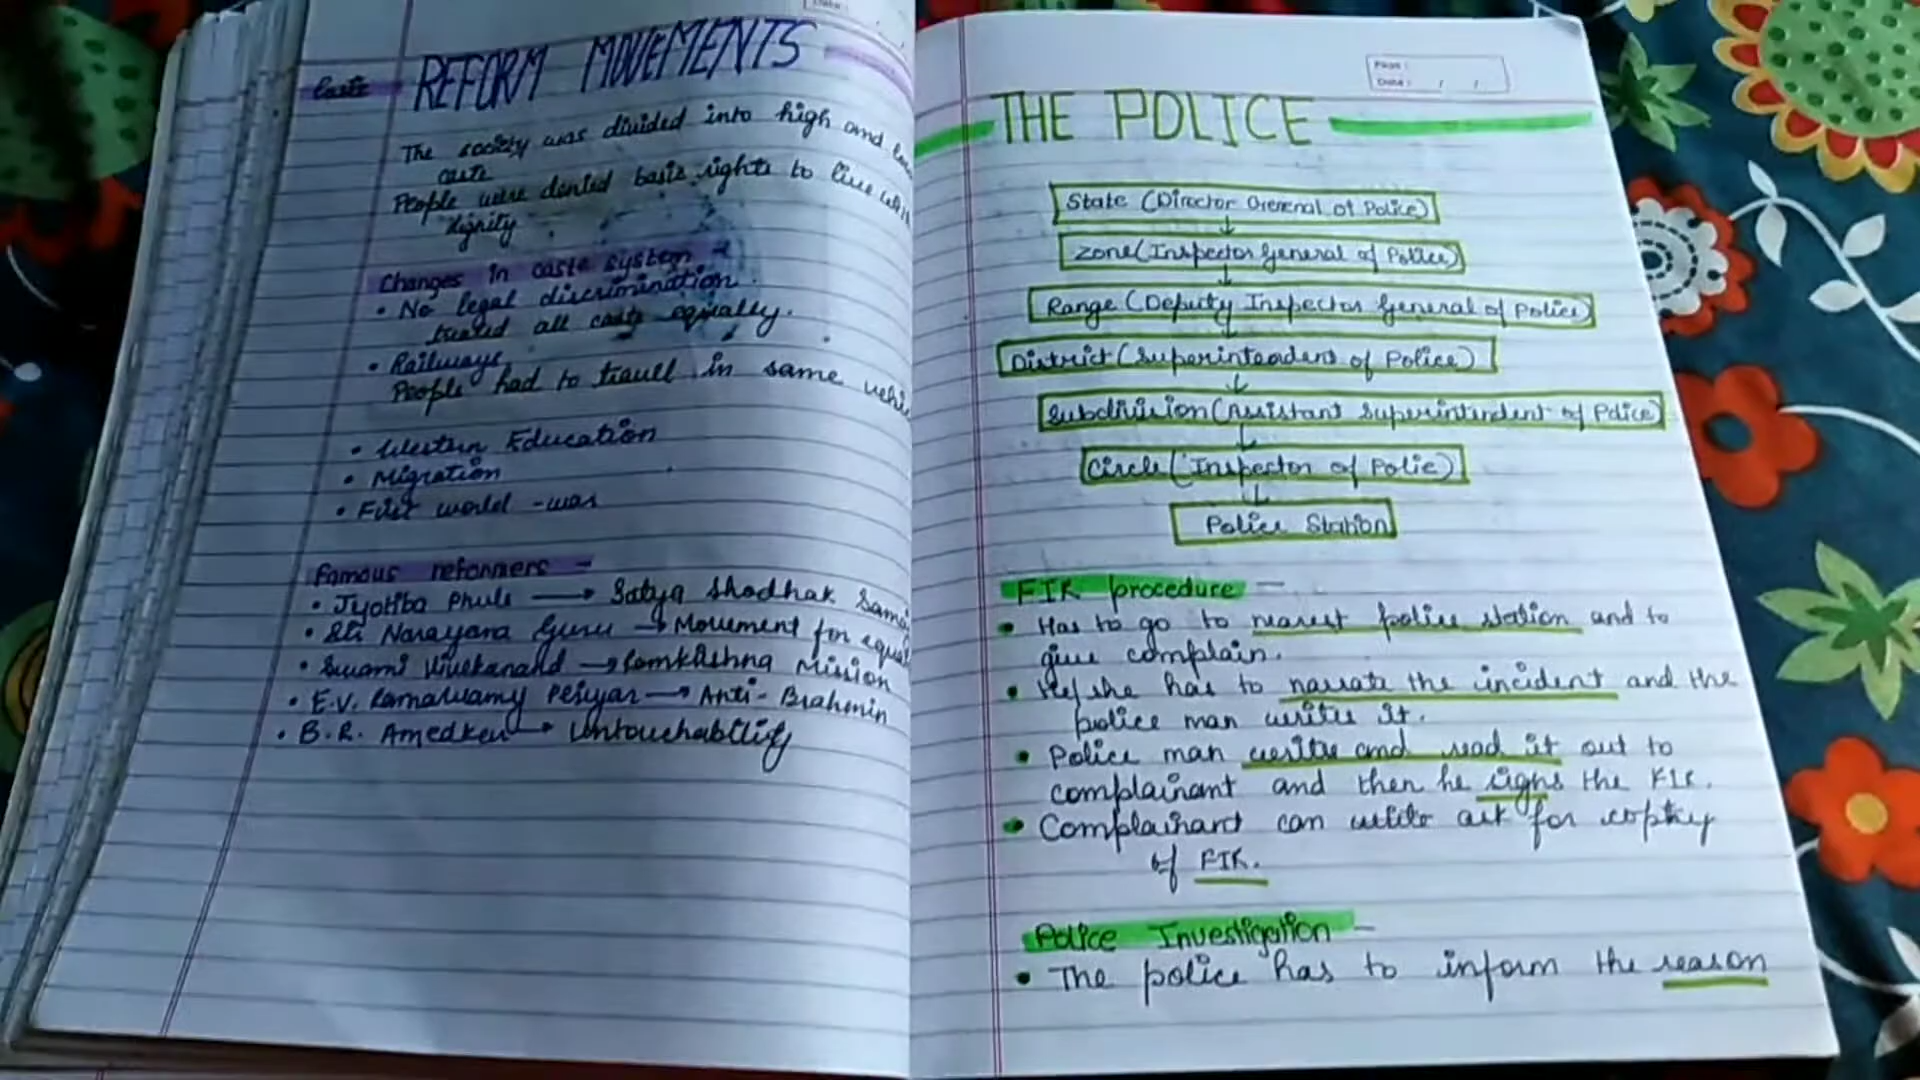 Caste
REFORM MOVEMENTS
The society was divided into high and
caste
People were denied basic rights to live
dignity
Changes in caste system -
• No legal discrimination.
treated all caste equally.
• Railways
People had to travell in same
• Western Education
• Migration
• First world - war
Famous reformers -
• Jyotiba Phule → Satya Shodhak
• Sri Narayana Guru → Movement for
• Swami Vivekanand → Mission
• E.V. Ramaswamy Periyar → Anti-Brahmin
• B.R. → Untouchability
Page:
Date: / /
THE POLICE
State (Director General of Police)
↓
Zone (Inspector General of Police)
↓
Range (Deputy Inspector General of Police)
↓
District (Superintendent of Police)
↓
Subdivision (Assistant Superintendent of Police)
↓
Circle (Inspector of Polie)
↓
Police Station
FIR procedure -
• Has to go to nearest police station and to
give complain.
• He/she has to narrate the incident and the
police man write it.
• Police man write and read it out to
complainant and then he signs the FIR.
• Complainant can for
of FIR.
Police Investigation -
• The police has to inform the reason